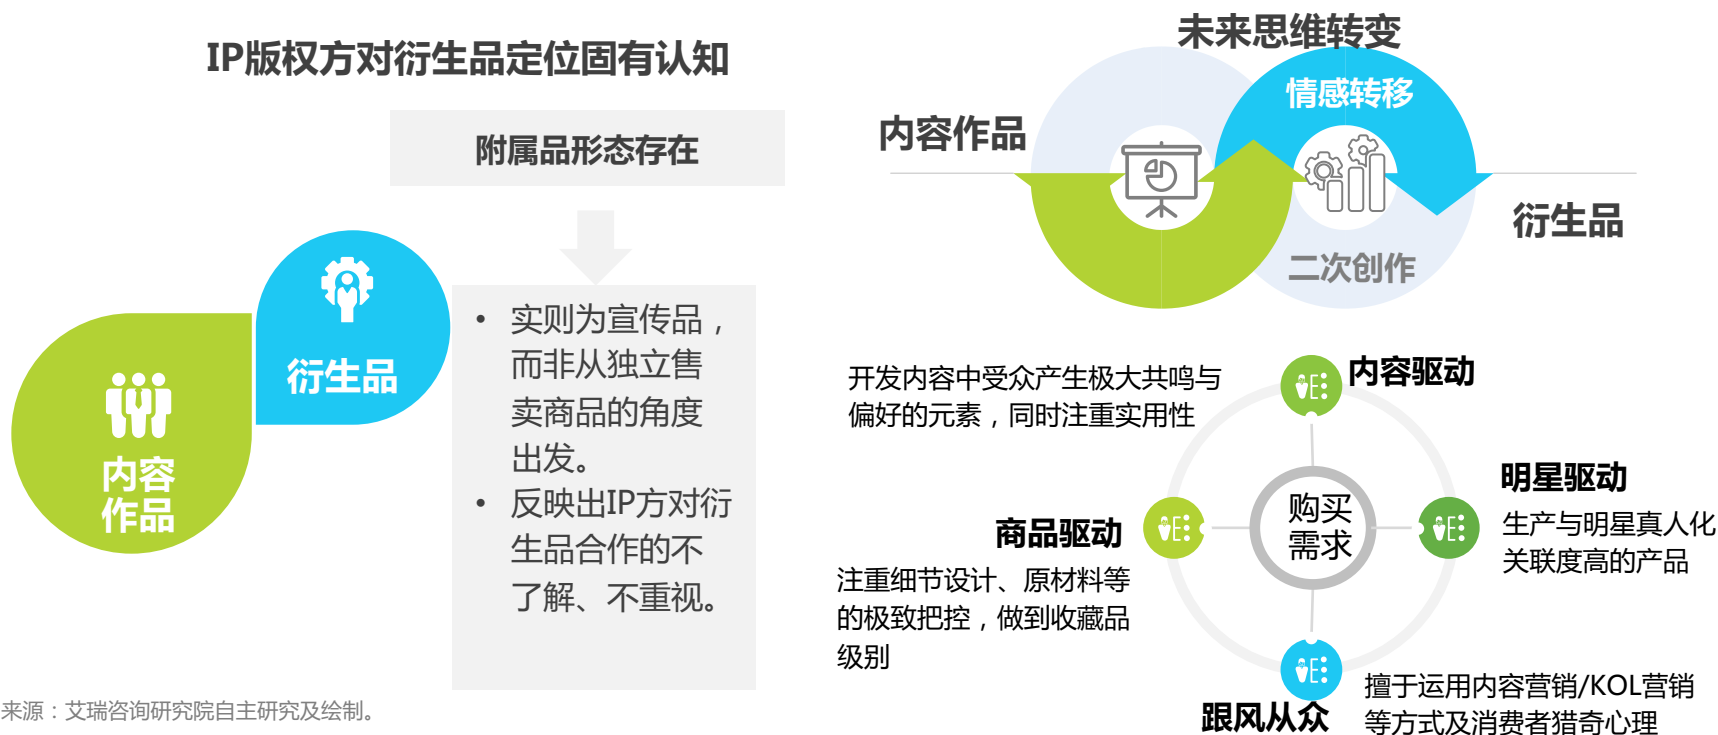 IP版权方对衍生品定位固有认知
附属品形态存在
衍生品
内容
作品
• 实则为宣传品，
而非从独立售
卖商品的角度
出发。
• 反映出IP方对衍
生品合作的不
了解、不重视。
未来思维转变
情感转移
内容作品
衍生品
二次创作
内容驱动
开发内容中受众产生极大共鸣与
偏好的元素，同时注重实用性
明星驱动
生产与明星真人化
关联度高的产品
购买
需求
商品驱动
注重细节设计、原材料等
的极致把控，做到收藏品
级别
跟风从众
擅于运用内容营销/KOL营销
等方式及消费者猎奇心理
E
E
E
E
来源：艾瑞咨询研究院自主研究及绘制。